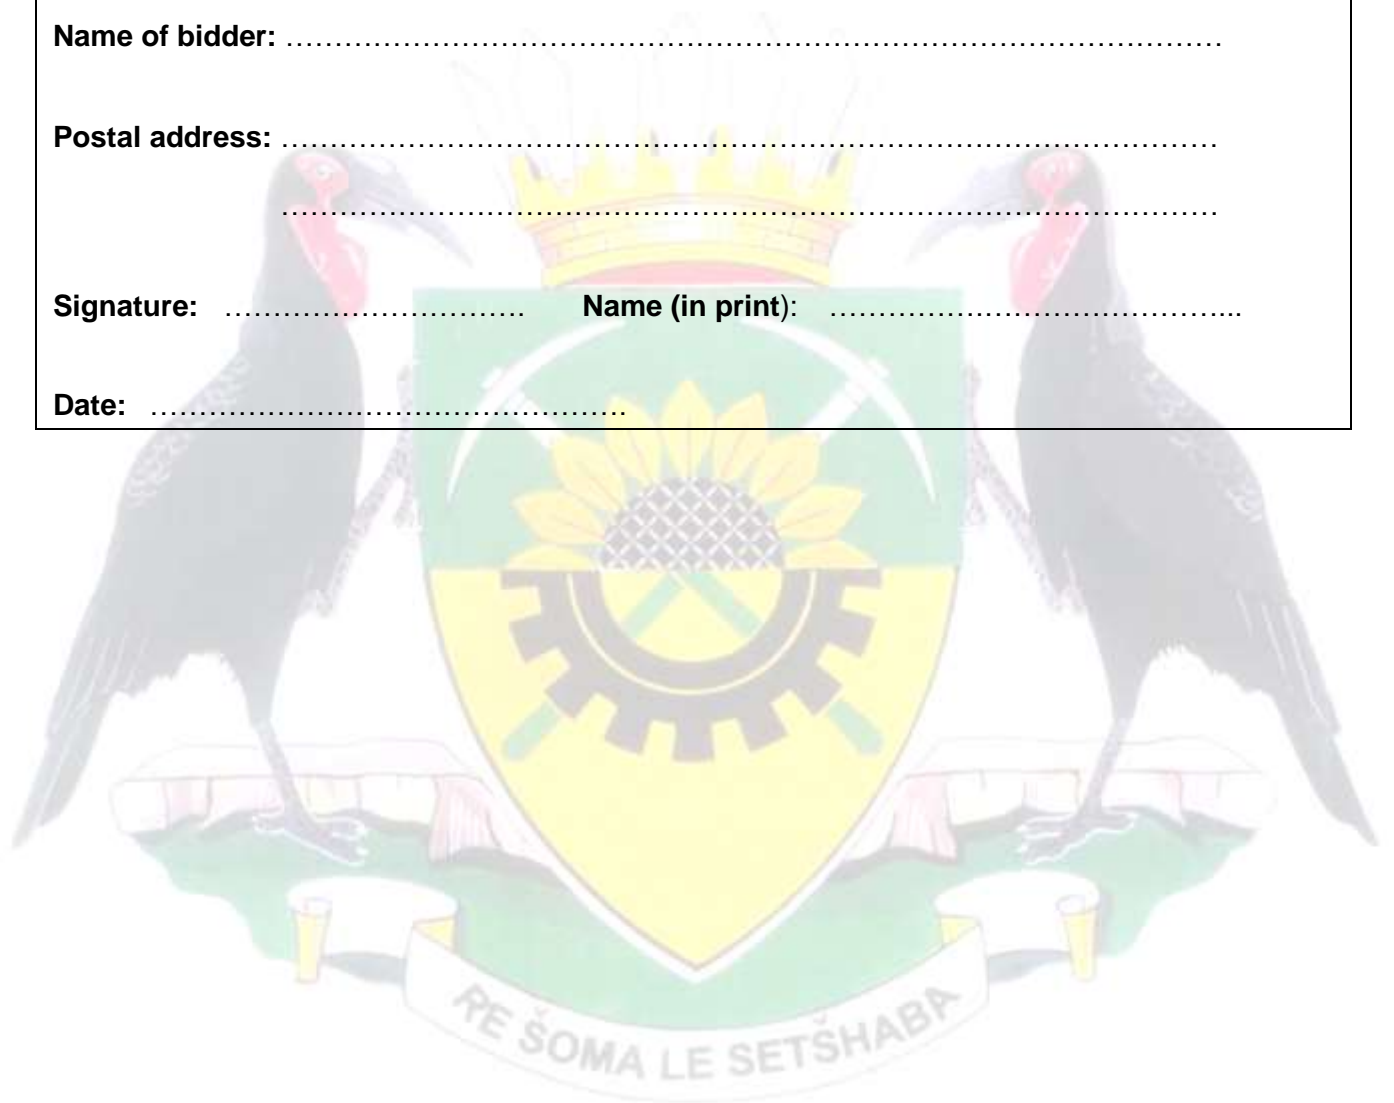 Name of bidder: ……………………………………………………………………………………
Postal address: ……………………………………………………………………………………
……………………………………………………………………………………
Signature: …………………………. Name (in print): …………………………………...
Date: ………………………………………….
RE ŠOMA LE SETŠHABA